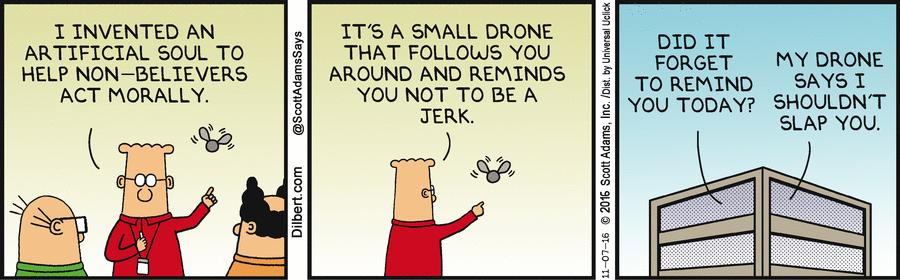 I INVENTED AN
ARTIFICIAL SOUL TO
HELP NON-BELIEVERS
ACT MORALLY.
Dilbert.com @ScottAdamsSays
IT'S A SMALL DRONE
THAT FOLLOWS YOU
AROUND AND REMINDS
YOU NOT TO BE A
JERK.
11-07-16 © 2016 Scott Adams, Inc. /Dist. by Universal Uclick
DID IT
FORGET
TO REMIND
YOU TODAY?
MY DRONE
SAYS I
SHOULDN'T
SLAP YOU.